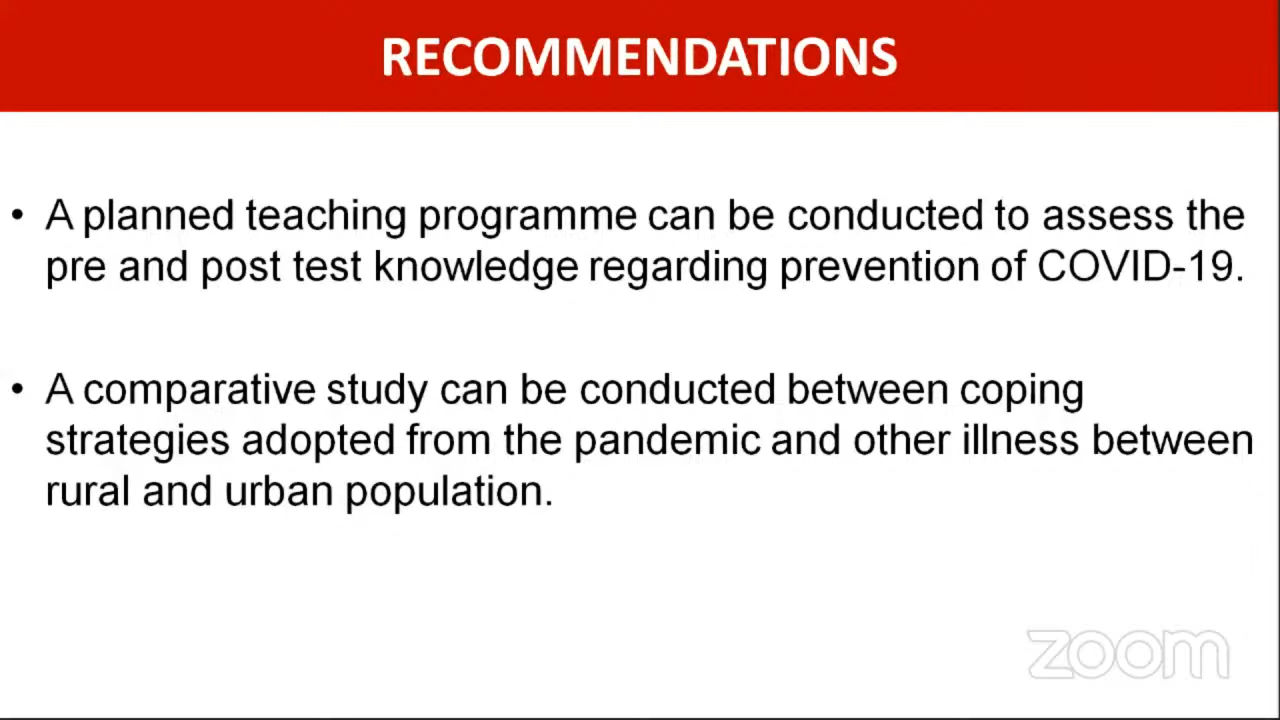 RECOMMENDATIONS
• A planned teaching programme can be conducted to assess the
pre and post test knowledge regarding prevention of COVID-19.
• A comparative study can be conducted between coping
strategies adopted from the pandemic and other illness between
rural and urban population.
zoom